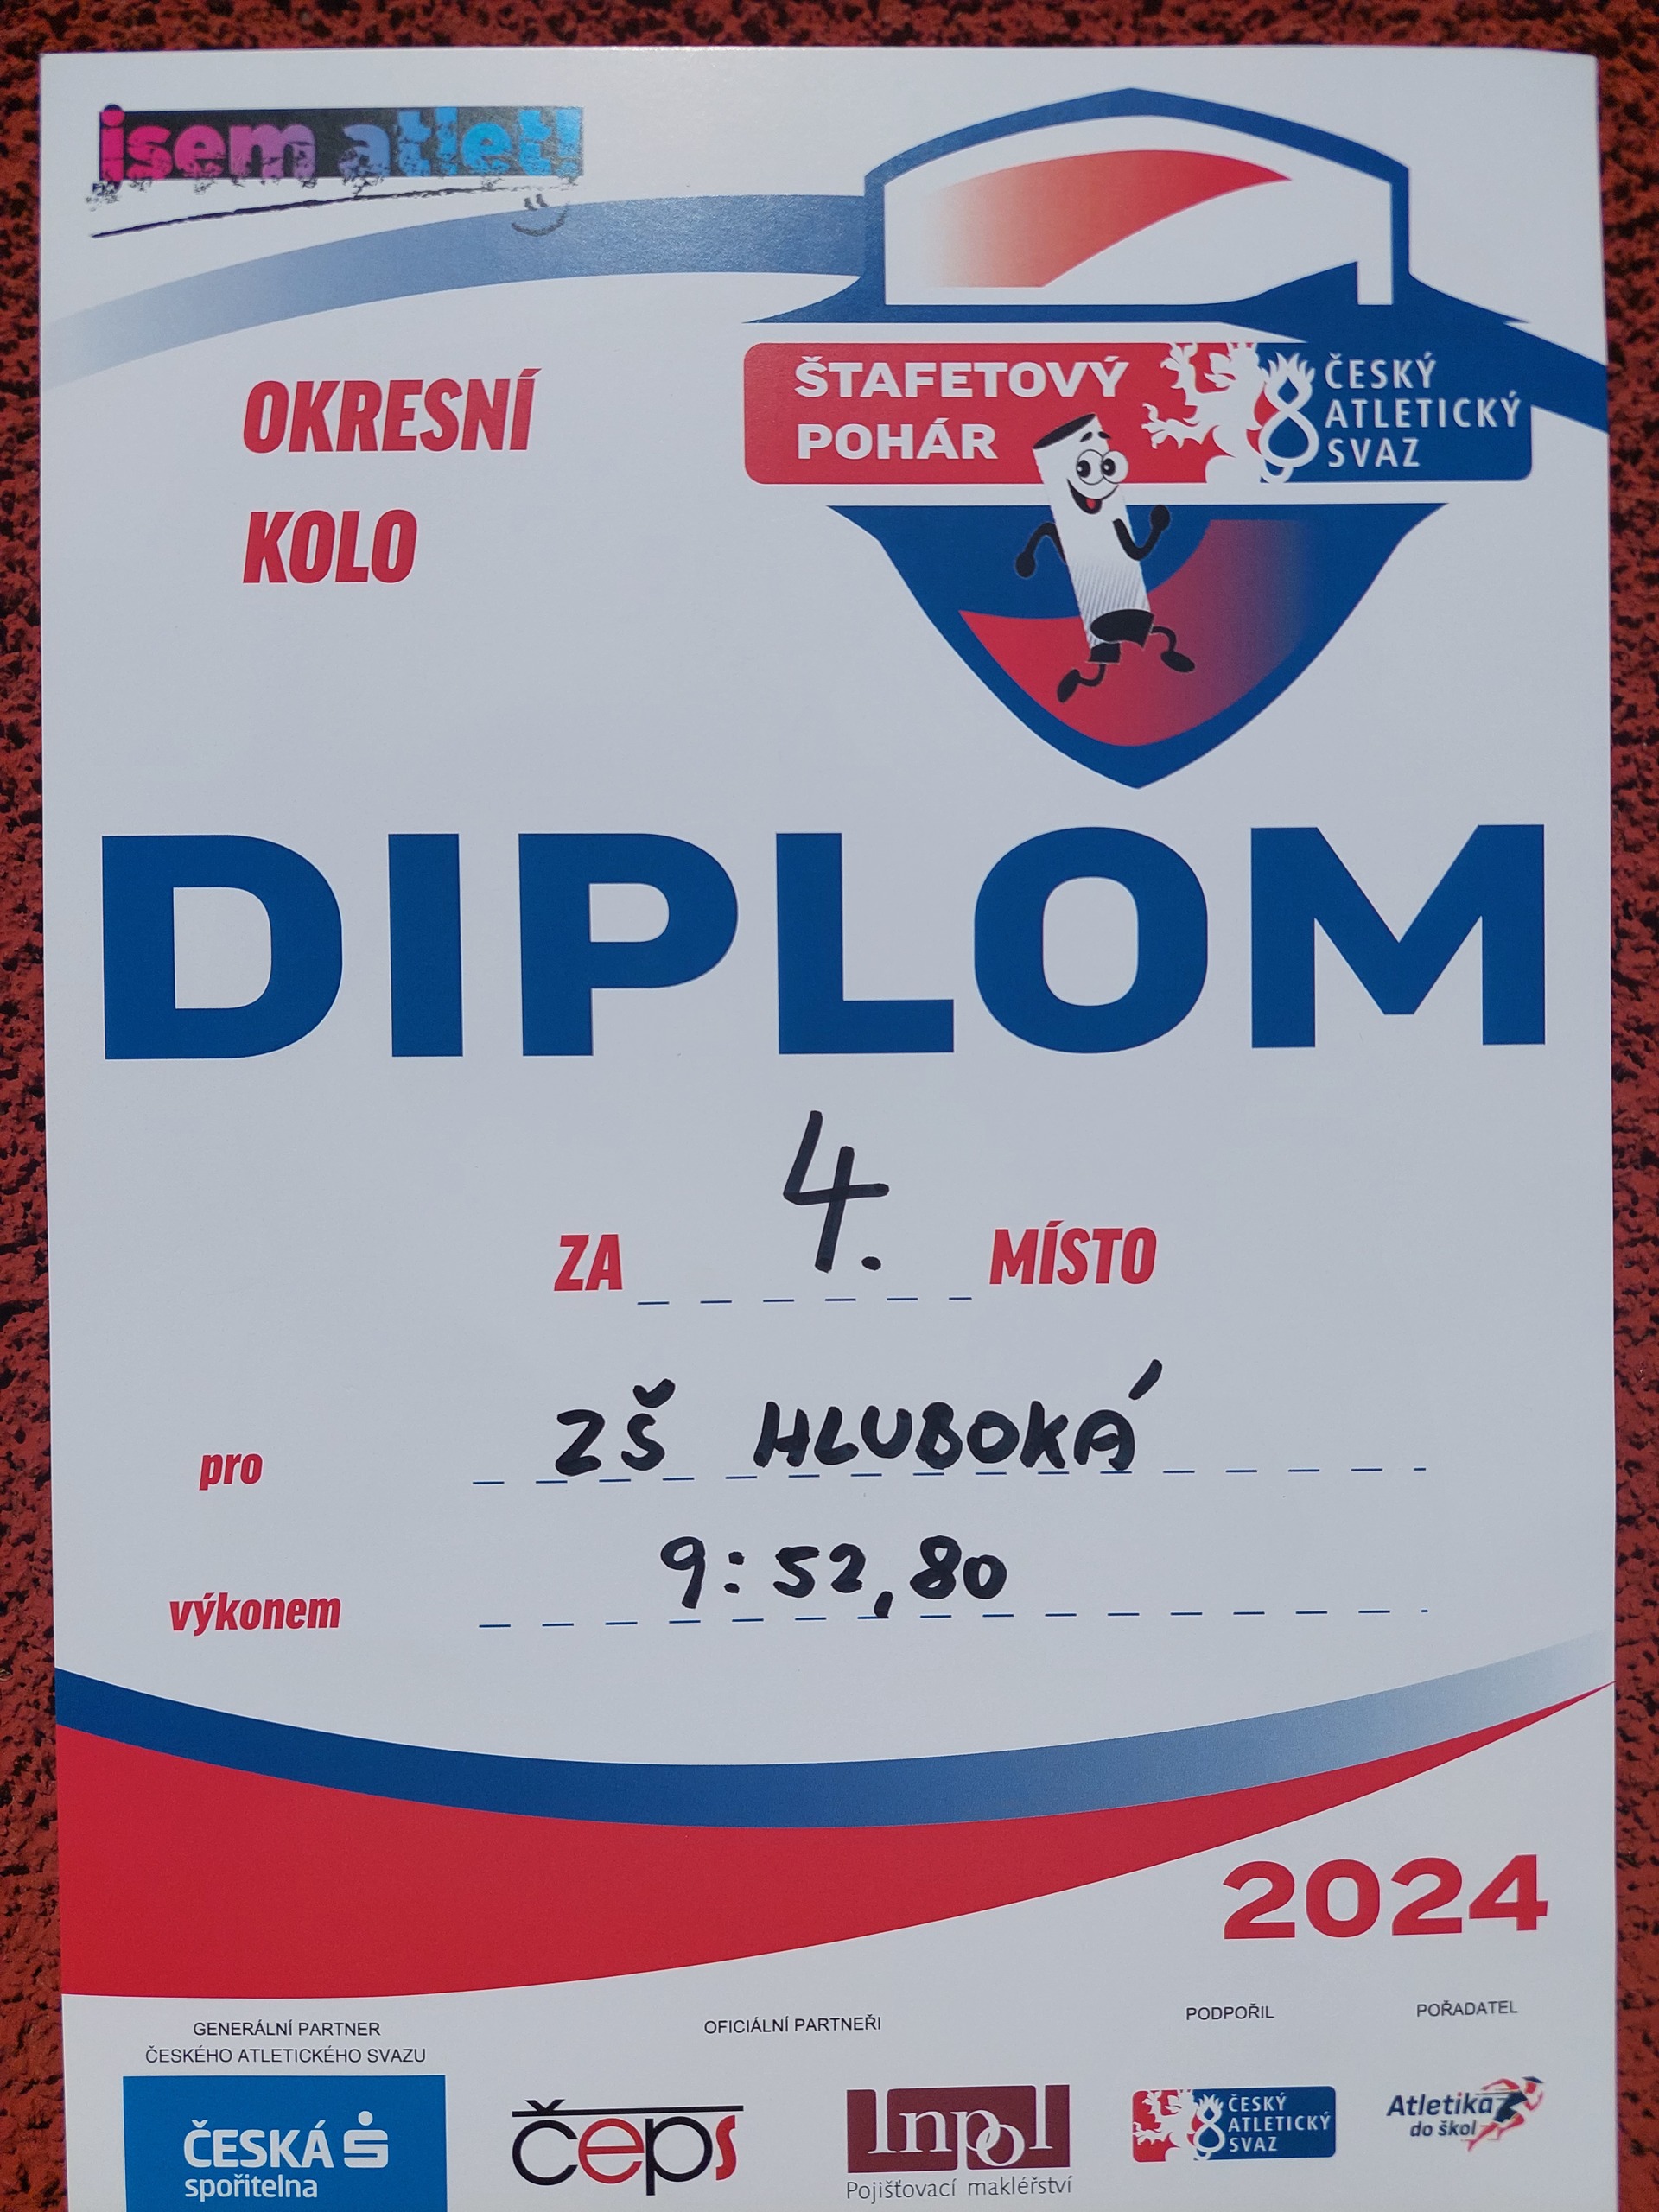 jsem atlet!
OKRESNÍ
KOLO
ŠTAFETOVÝ
POHÁR
ČESKÝ
ATLETICKÝ
SVAZ
DIPLOM
ZA 4. MÍSTO
pro ZŠ HLUBOKÁ
výkonem 9:52,80
2024
GENERÁLNÍ PARTNER
ČESKÉHO ATLETICKÉHO SVAZU
OFICIÁLNÍ PARTNEŘI
PODPOŘIL
POŘADATEL
ČESKÁ
spořitelna
čeps
Inpol
Pojišťovací makléřství
ČESKÝ
ATLETICKÝ
SVAZ
Atletika
do škol